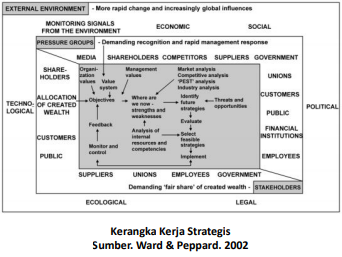 EXTERNAL ENVIRONMENT - More rapid change and increasingly global influences
MONITORING SIGNALS
FROM THE ENVIRONMENT
ECONOMIC
SOCIAL
PRESSURE GROUPS - Demanding recognition and rapid management response
MEDIA SHAREHOLDERS COMPETITORS SUPPLIERS GOVERNMENT
SHARE-
HOLDERS
ALLOCATION
OF CREATED
WEALTH
CUSTOMERS
PUBLIC
TECHNO-
LOGICAL
Organi-
zation
values
Value
system
Objectives
Feedback
Monitor and
control
Management
values
Where are
we now -
strengths and
weaknesses
Analysis of
internal
resources and
competencies
Market analysis
Competitive analysis
'PEST' analysis
Industry analysis
Identify
future
strategies
Threats and
opportunities
Evaluate
Select
feasible
strategies
Implement
UNIONS
CUSTOMERS
PUBLIC
FINANCIAL
INSTITUTIONS
EMPLOYEES
POLITICAL
SUPPLIERS UNIONS EMPLOYEES GOVERNMENT
Demanding 'fair share' of created wealth - STAKEHOLDERS
ECOLOGICAL
LEGAL
Kerangka Kerja Strategis
Sumber. Ward & Peppard. 2002